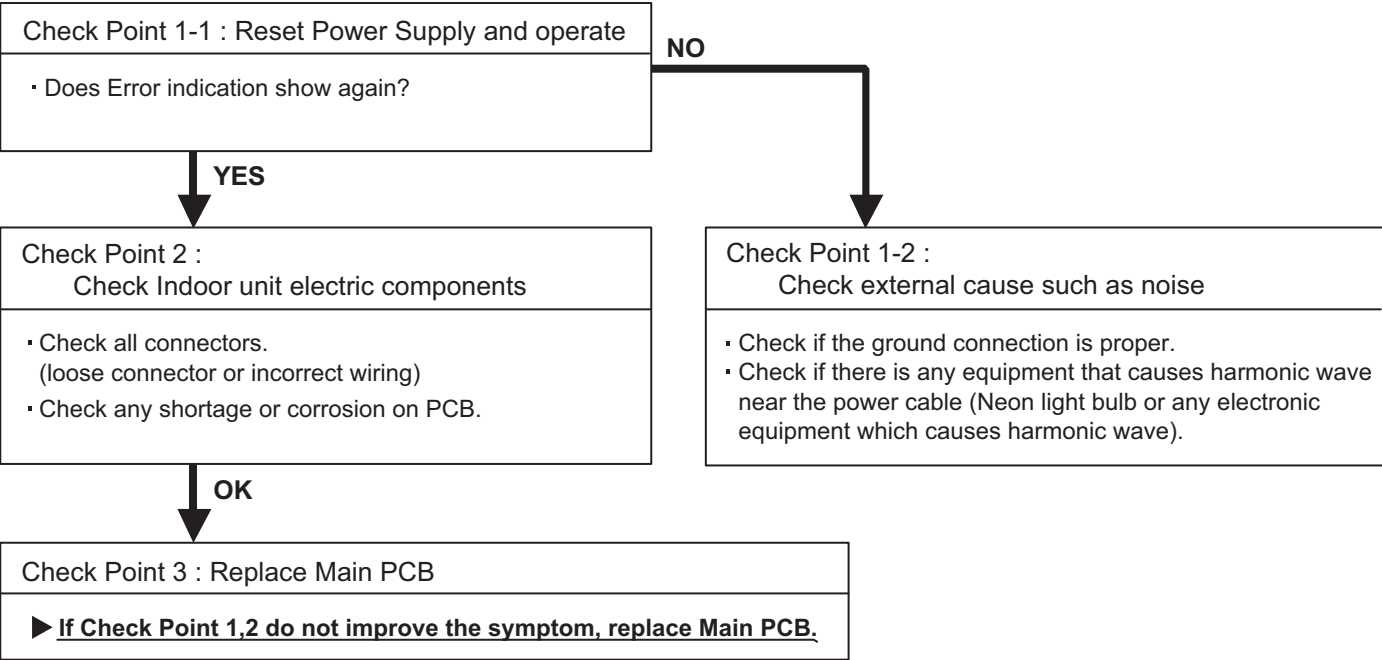 Check Point 1-1 : Reset Power Supply and operate
NO
▪ Does Error indication show again?
YES
Check Point 2 :
Check Indoor unit electric components
▪ Check all connectors.
(loose connector or incorrect wiring)
▪ Check any shortage or corrosion on PCB.
Check Point 1-2 :
Check external cause such as noise
▪ Check if the ground connection is proper.
▪ Check if there is any equipment that causes harmonic wave
near the power cable (Neon light bulb or any electronic
equipment which causes harmonic wave).
OK
Check Point 3 : Replace Main PCB
▶ If Check Point 1,2 do not improve the symptom, replace Main PCB.